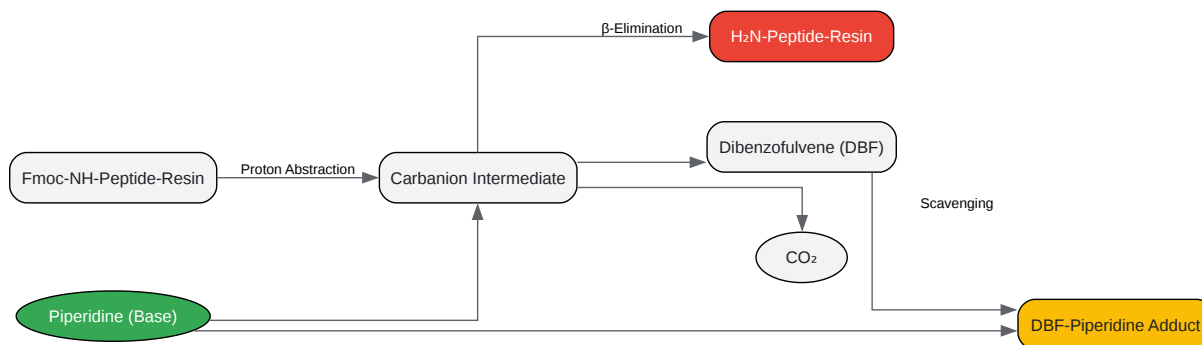 β-Elimination
H₂N-Peptide-Resin
Dibenzofulvene (DBF)
Proton Abstraction
Fmoc-NH-Peptide-Resin
Carbanion Intermediate
Scavenging
CO₂
Piperidine (Base)
DBF-Piperidine Adduct